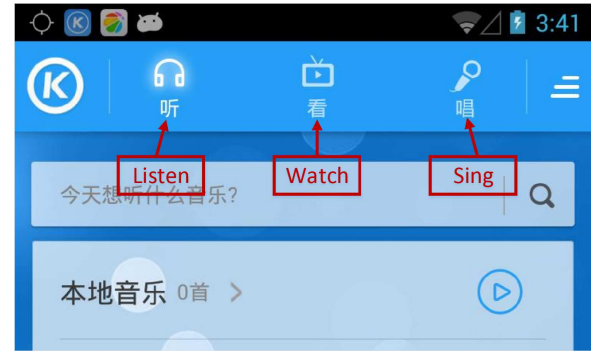 3:41
K
听 看 唱
Listen Watch Sing
今天想听什么音乐?
本地音乐 0首 >